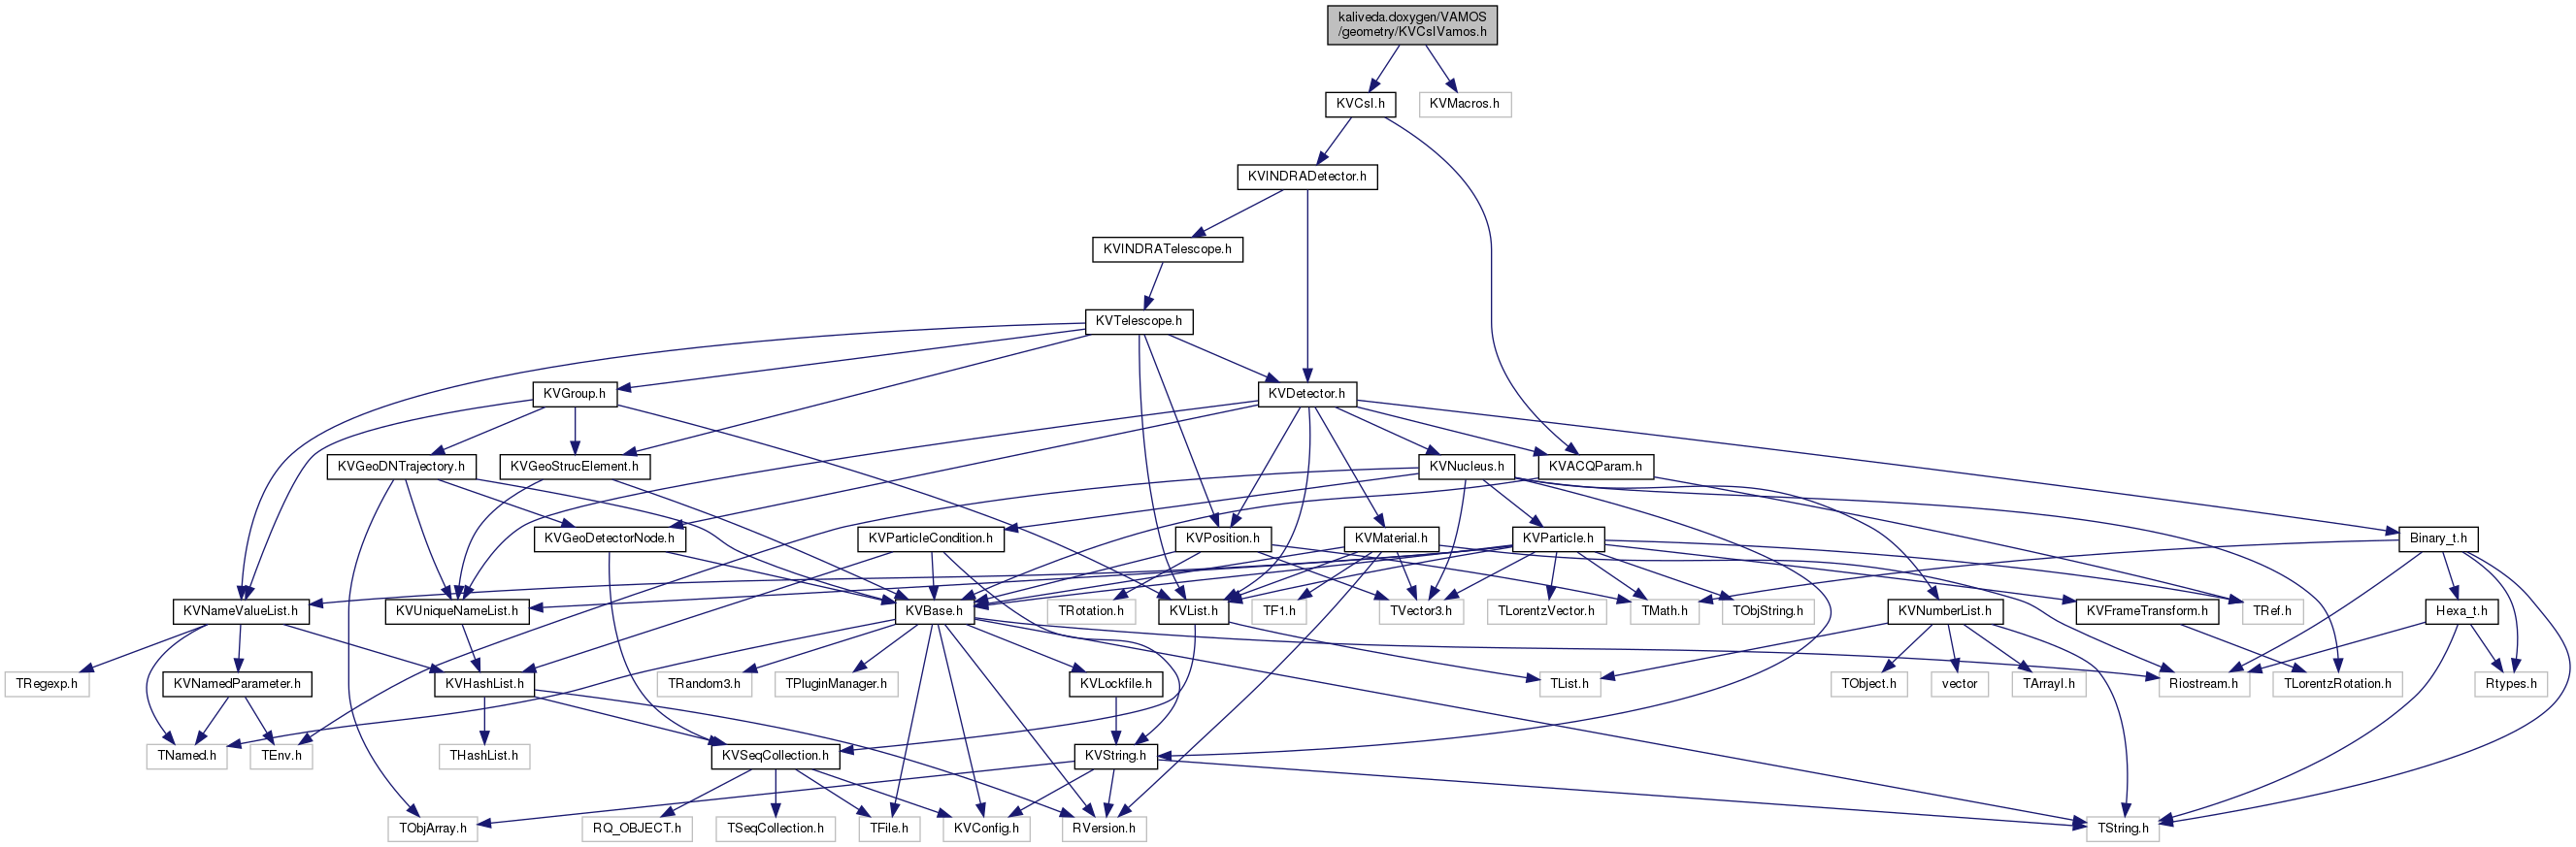 kaliveda.doxygen/VAMOS
/geometry/KVCsIVamos.h
KVCsI.h
KVMacros.h
KVINDRADetector.h
KVINDRATelescope.h
KVTelescope.h
KVGroup.h
KVDetector.h
KVGeoDNTrajectory.h
KVGeoStrucElement.h
KVNucleus.h
KVACQParam.h
KVGeoDetectorNode.h
KVParticleCondition.h
KVPosition.h
KVMaterial.h
KVParticle.h
Binary_t.h
KVNameValueList.h
KVUniqueNameList.h
KVBase.h
TRotation.h
KVList.h
TF1.h
TVector3.h
TLorentzVector.h
TMath.h
TObjString.h
KVNumberList.h
KVFrameTransform.h
TRef.h
Hexa_t.h
TRegexp.h
KVNamedParameter.h
KVHashList.h
TRandom3.h
TPluginManager.h
KVLockfile.h
TList.h
TObject.h
vector
TArrayI.h
Riostream.h
TLorentzRotation.h
Rtypes.h
TNamed.h
TEnv.h
THashList.h
KVSeqCollection.h
KVString.h
TObjArray.h
RQ_OBJECT.h
TSeqCollection.h
TFile.h
KVConfig.h
RVersion.h
TString.h